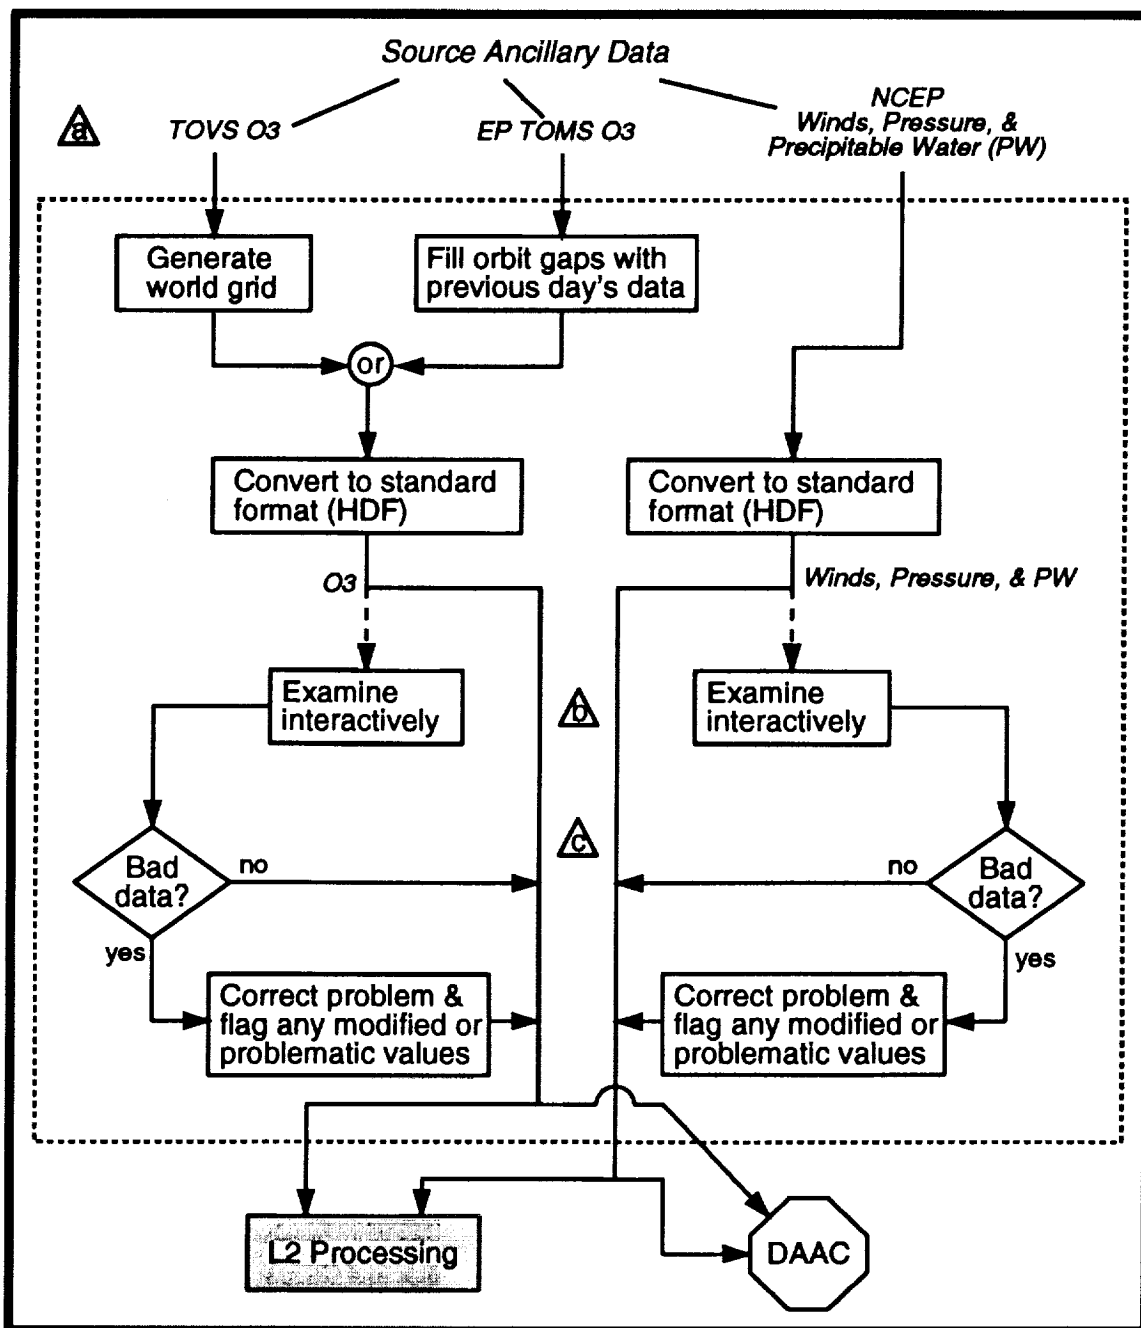 Source Ancillary Data
a
TOVS O3
EP TOMS O3
NCEP
Winds, Pressure, &
Precipitable Water (PW)
Generate
world grid
Fill orbit gaps with
previous day's data
or
Convert to standard
format (HDF)
Convert to standard
format (HDF)
O3
Winds, Pressure, & PW
Examine
interactively
b
Examine
interactively
c
Bad
data?
no
yes
no
Bad
data?
yes
Correct problem &
flag any modified or
problematic values
Correct problem &
flag any modified or
problematic values
L2 Processing
DAAC